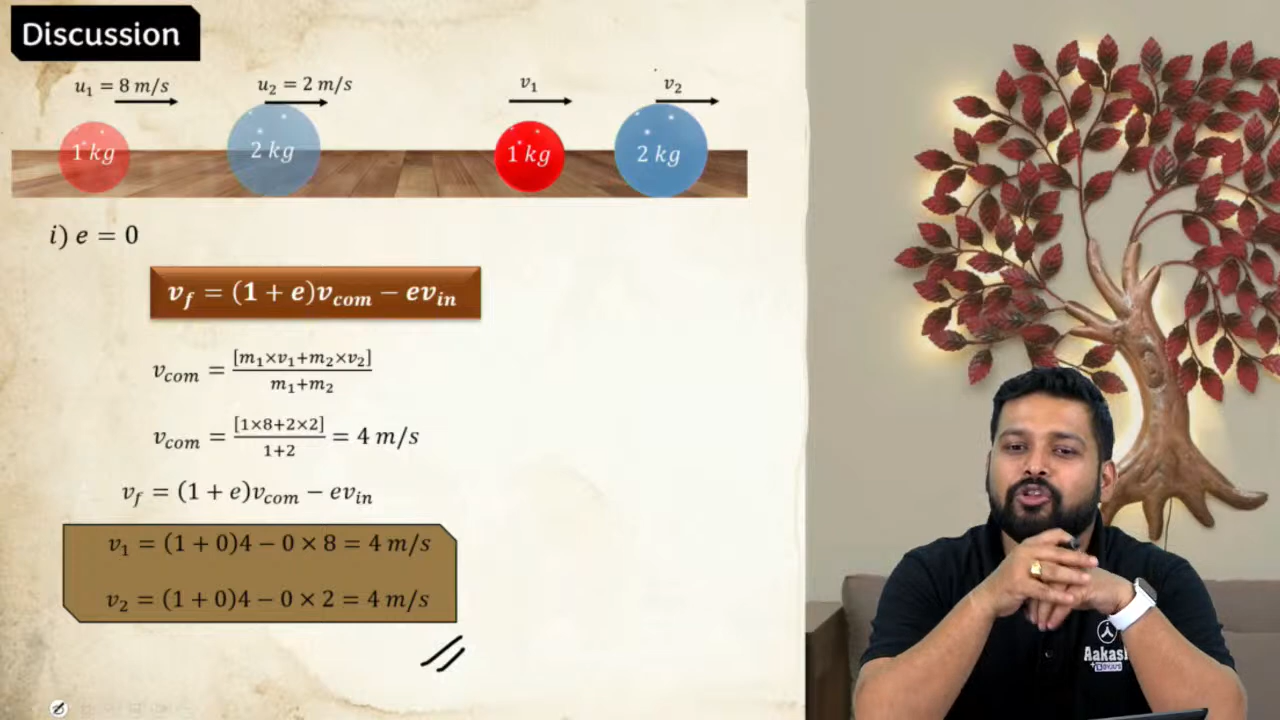 Discussion
u₁ = 8 m/s
u₂ = 2 m/s
v₁
v₂
1 kg
2 kg
1 kg
2 kg
i) e = 0
v_f = (1 + e)v_com − ev_in
v_com = [m₁×v₁+m₂×v₂] / m₁+m₂
v_com = [1×8+2×2] / 1+2 = 4 m/s
v_f = (1 + e)v_com − ev_in
v₁ = (1 + 0)4 − 0 × 8 = 4 m/s
v₂ = (1 + 0)4 − 0 × 2 = 4 m/s
Aakash